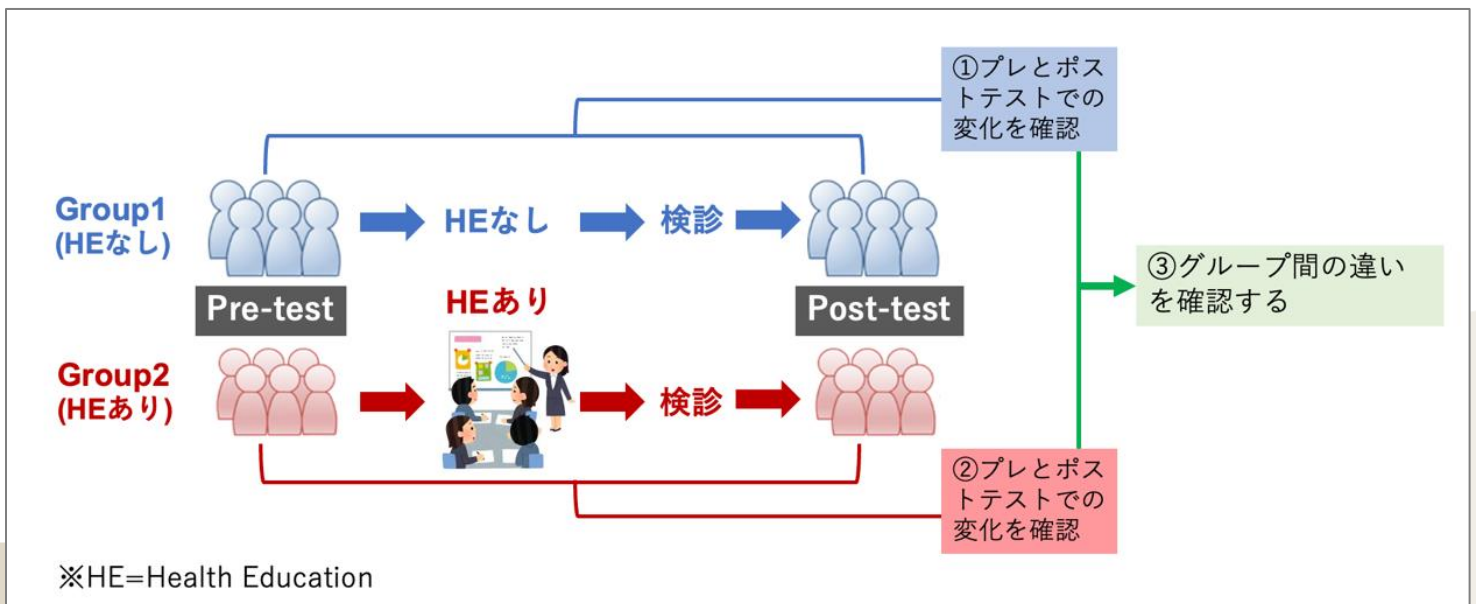 ①プレとポス
トテストでの
変化を確認
Group1
(HEなし)
HEなし
検診
Pre-test
Post-test
③グループ間の違い
を確認する
HEあり
Group2
(HEあり)
検診
②プレとポス
トテストでの
変化を確認
※HE=Health Education